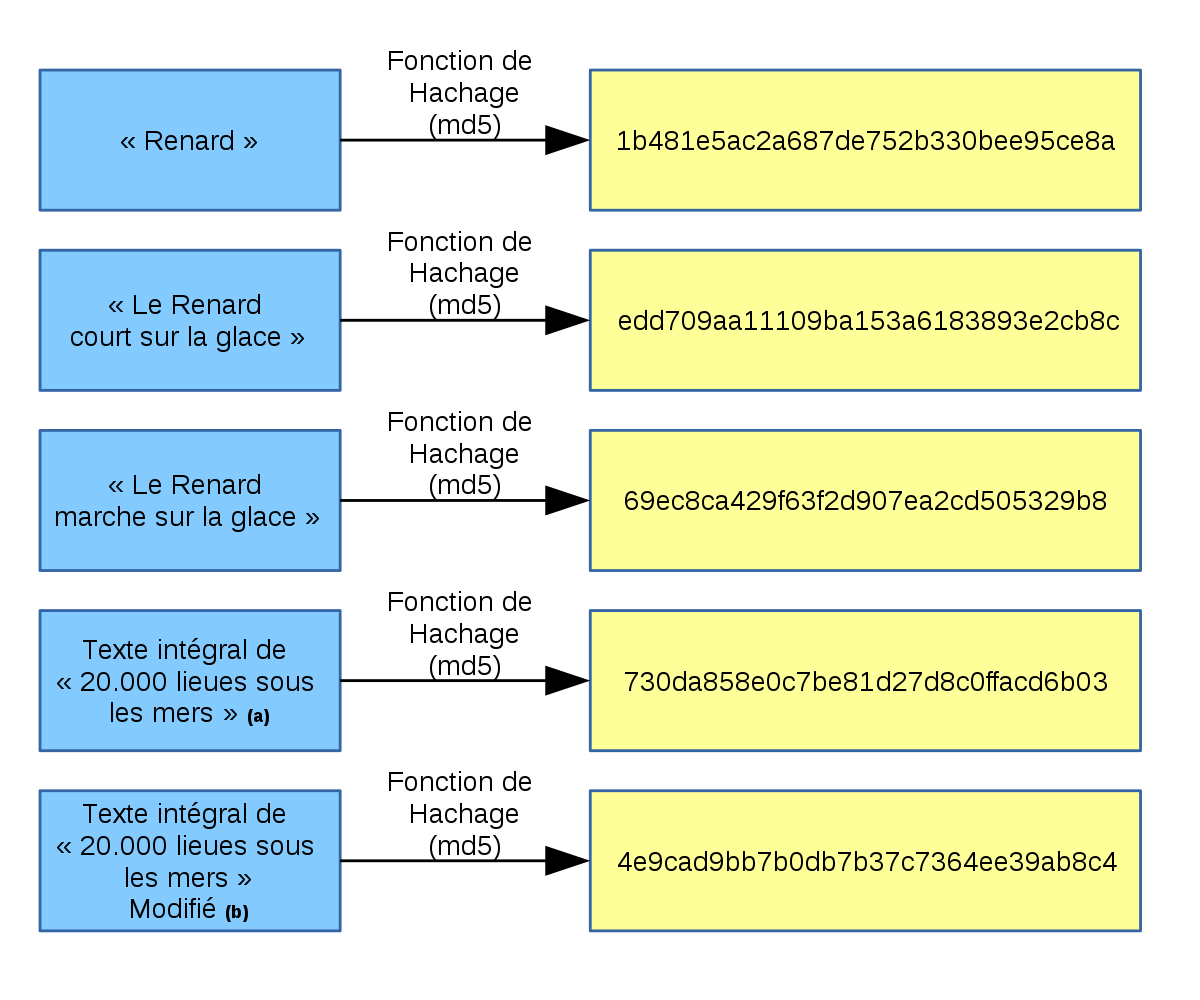 « Renard »
Fonction de
Hachage
(md5)
1b481e5ac2a687de752b330bee95ce8a
« Le Renard
court sur la glace »
Fonction de
Hachage
(md5)
edd709aa11109ba153a6183893e2cb8c
« Le Renard
marche sur la glace »
Fonction de
Hachage
(md5)
69ec8ca429f63f2d907ea2cd505329b8
Texte intégral de
« 20.000 lieues sous
les mers » (a)
Fonction de
Hachage
(md5)
730da858e0c7be81d27d8c0ffacd6b03
Texte intégral de
« 20.000 lieues sous
les mers »
Modifié (b)
Fonction de
Hachage
(md5)
4e9cad9bb7b0db7b37c7364ee39ab8c4